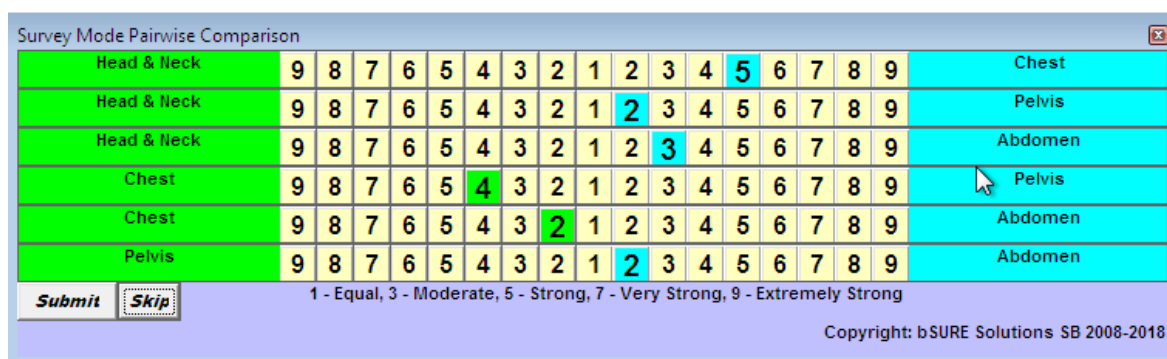 Survey Mode Pairwise Comparison
Head & Neck 9 8 7 6 5 4 3 2 1 2 3 4 5 6 7 8 9 Chest
Head & Neck 9 8 7 6 5 4 3 2 1 2 3 4 5 6 7 8 9 Pelvis
Head & Neck 9 8 7 6 5 4 3 2 1 2 3 4 5 6 7 8 9 Abdomen
Chest 9 8 7 6 5 4 3 2 1 2 3 4 5 6 7 8 9 Pelvis
Chest 9 8 7 6 5 4 3 2 1 2 3 4 5 6 7 8 9 Abdomen
Pelvis 9 8 7 6 5 4 3 2 1 2 3 4 5 6 7 8 9 Abdomen
Submit Skip 1 - Equal, 3 - Moderate, 5 - Strong, 7 - Very Strong, 9 - Extremely Strong
Copyright: bSURE Solutions SB 2008-2018